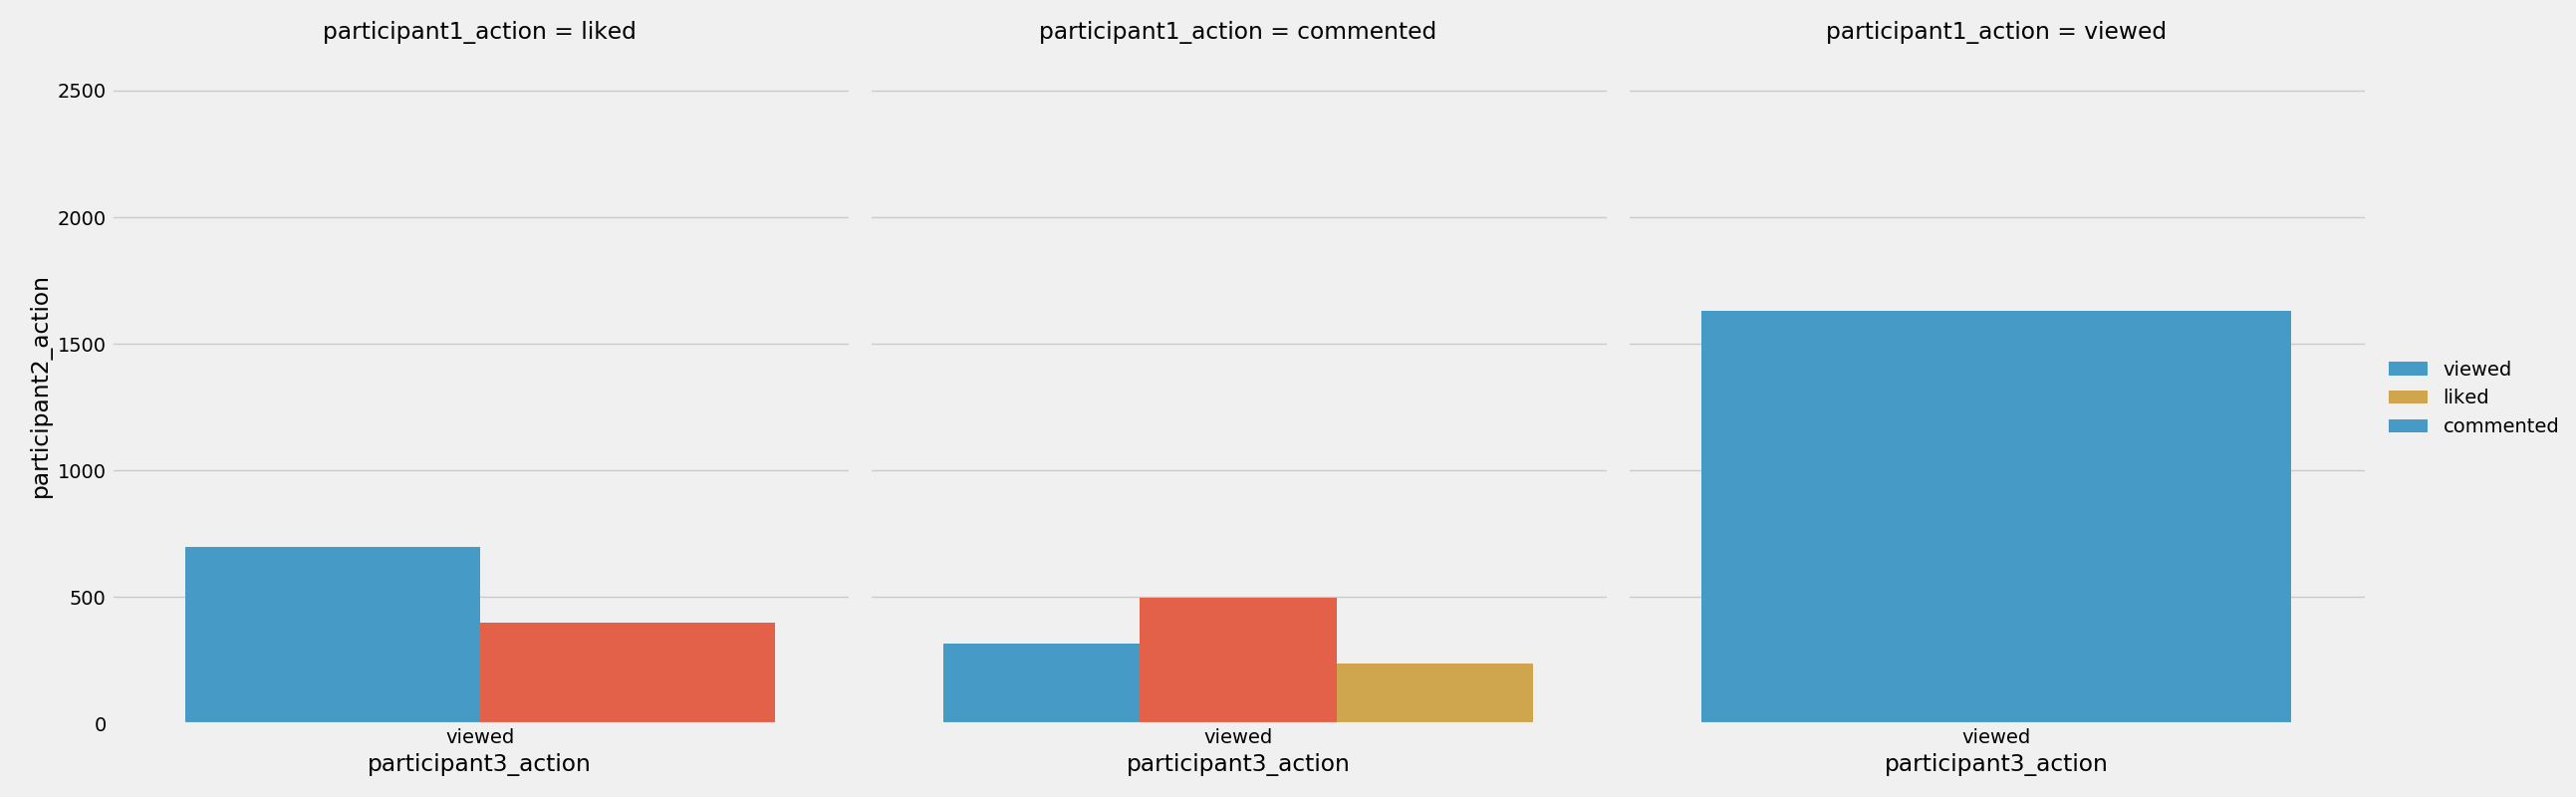 participant1_action = liked
participant1_action = commented
participant1_action = viewed
participant2_action
2500
2000
1500
1000
500
0
viewed
viewed
viewed
participant3_action
participant3_action
participant3_action
viewed
liked
commented